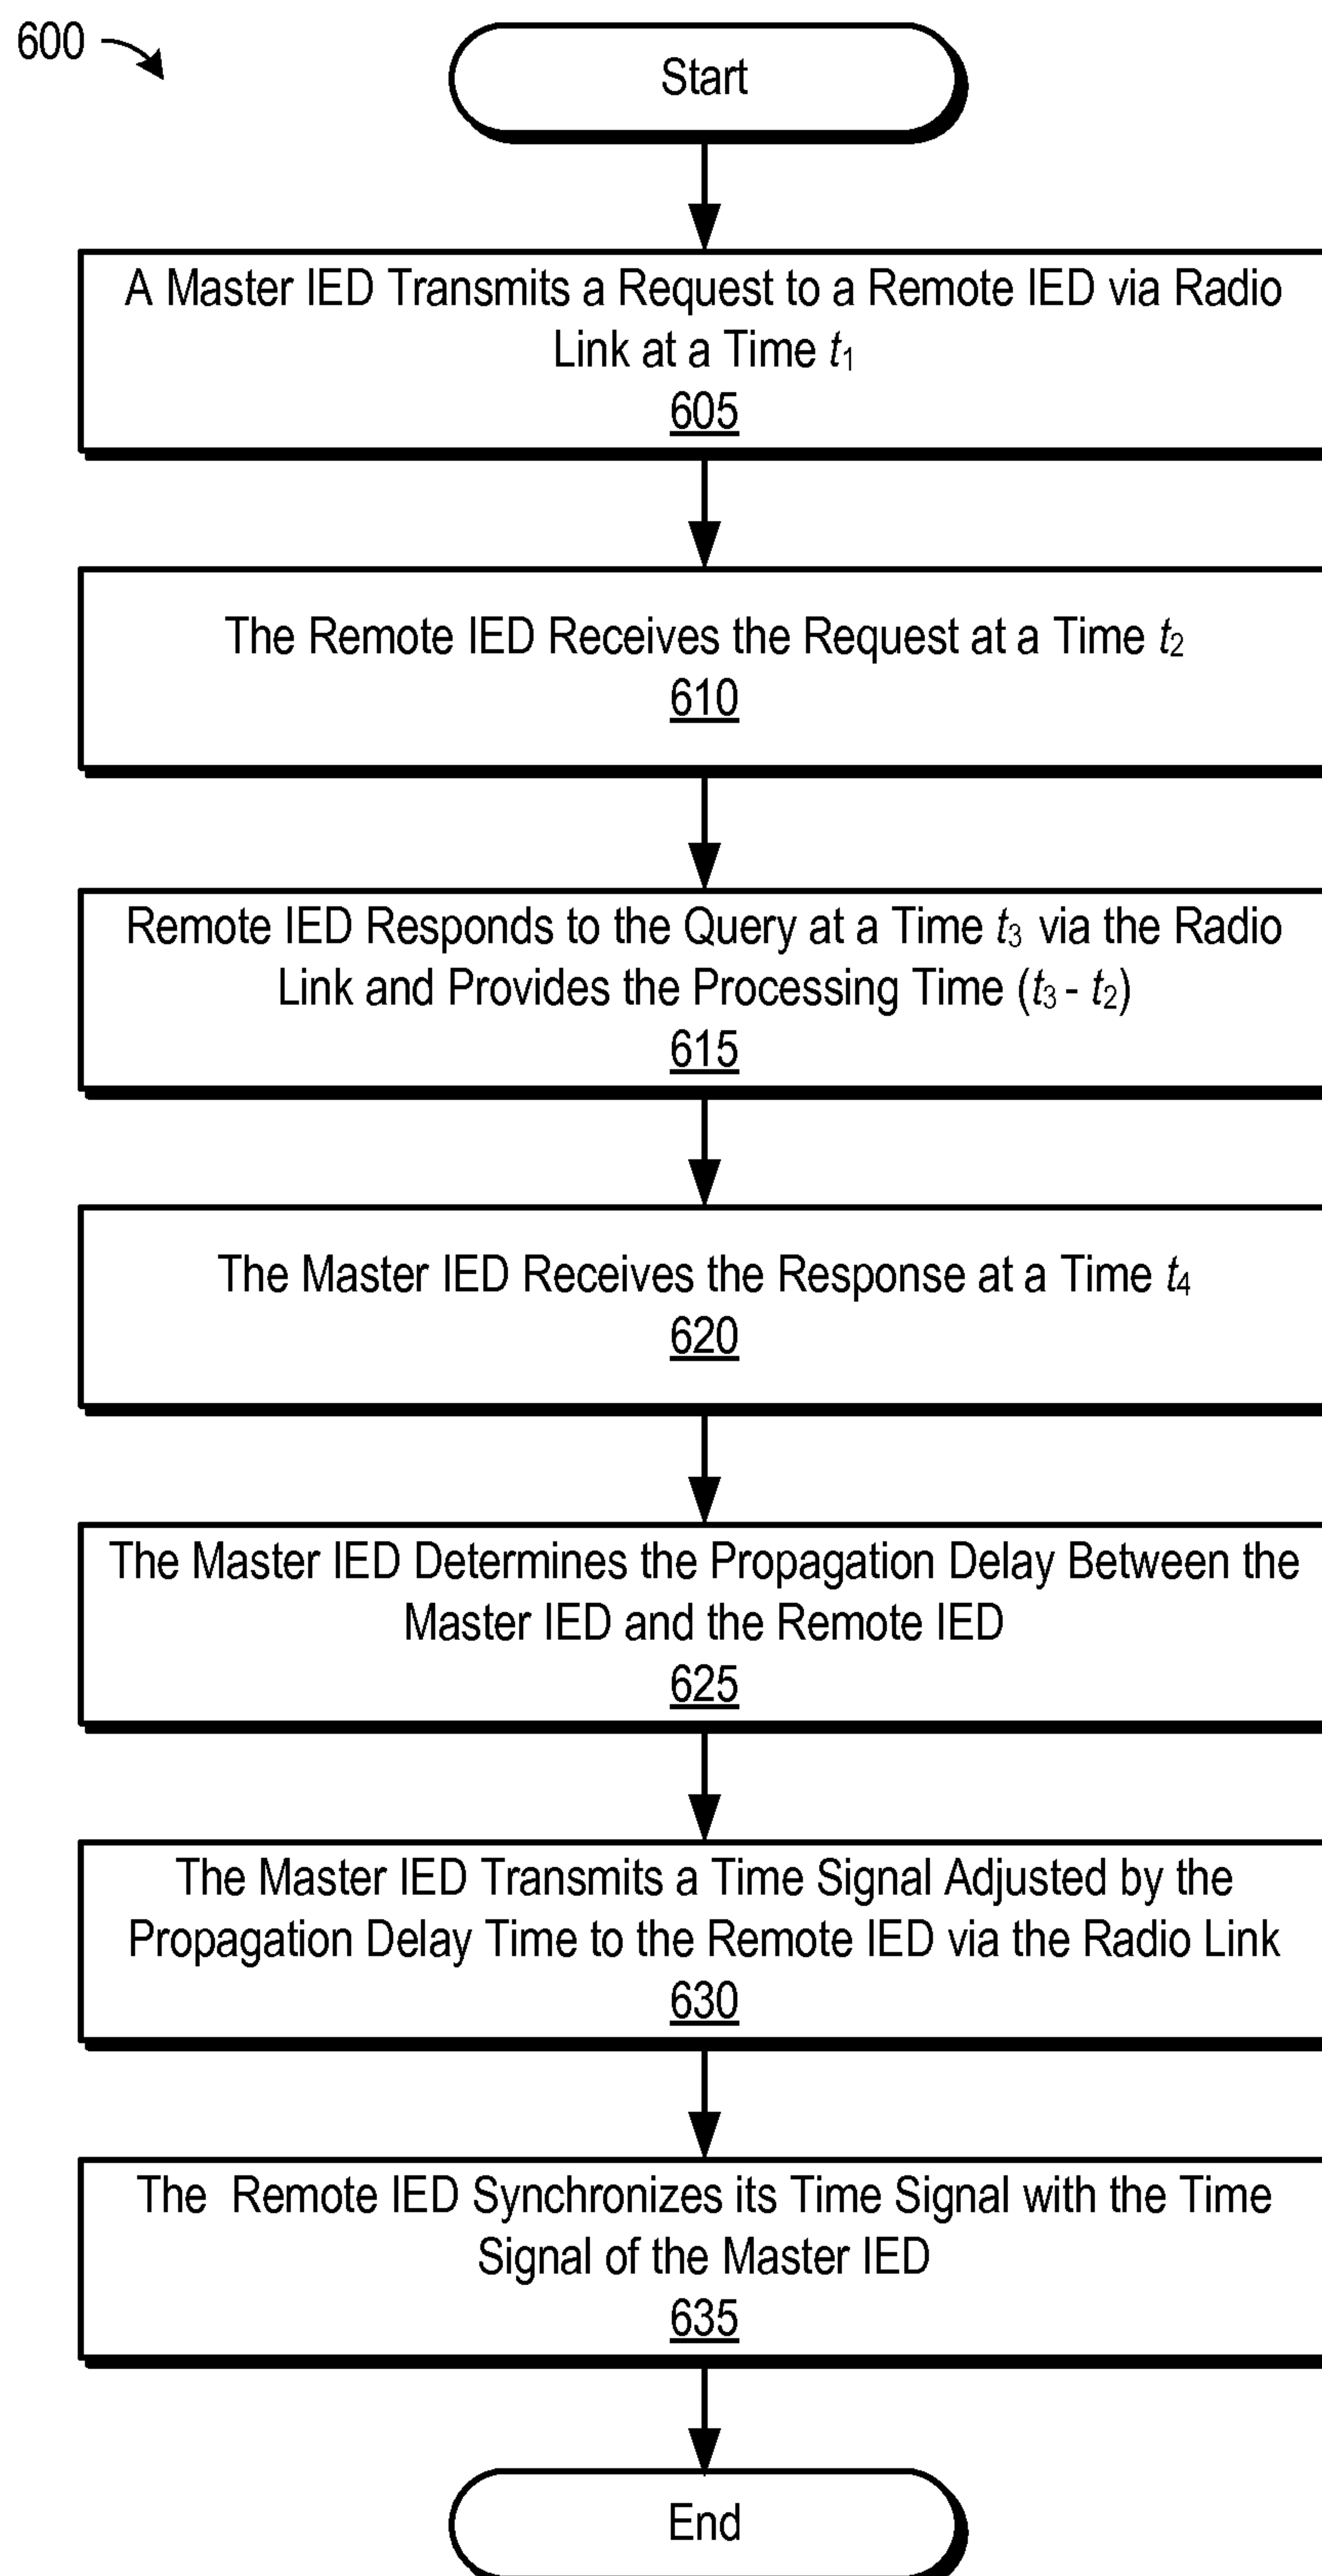 600
Start
A Master IED Transmits a Request to a Remote IED via Radio
Link at a Time t₁
605
The Remote IED Receives the Request at a Time t₂
610
Remote IED Responds to the Query at a Time t₃ via the Radio
Link and Provides the Processing Time (t₃ - t₂)
615
The Master IED Receives the Response at a Time t₄
620
The Master IED Determines the Propagation Delay Between the
Master IED and the Remote IED
625
The Master IED Transmits a Time Signal Adjusted by the
Propagation Delay Time to the Remote IED via the Radio Link
630
The Remote IED Synchronizes its Time Signal with the Time
Signal of the Master IED
635
End